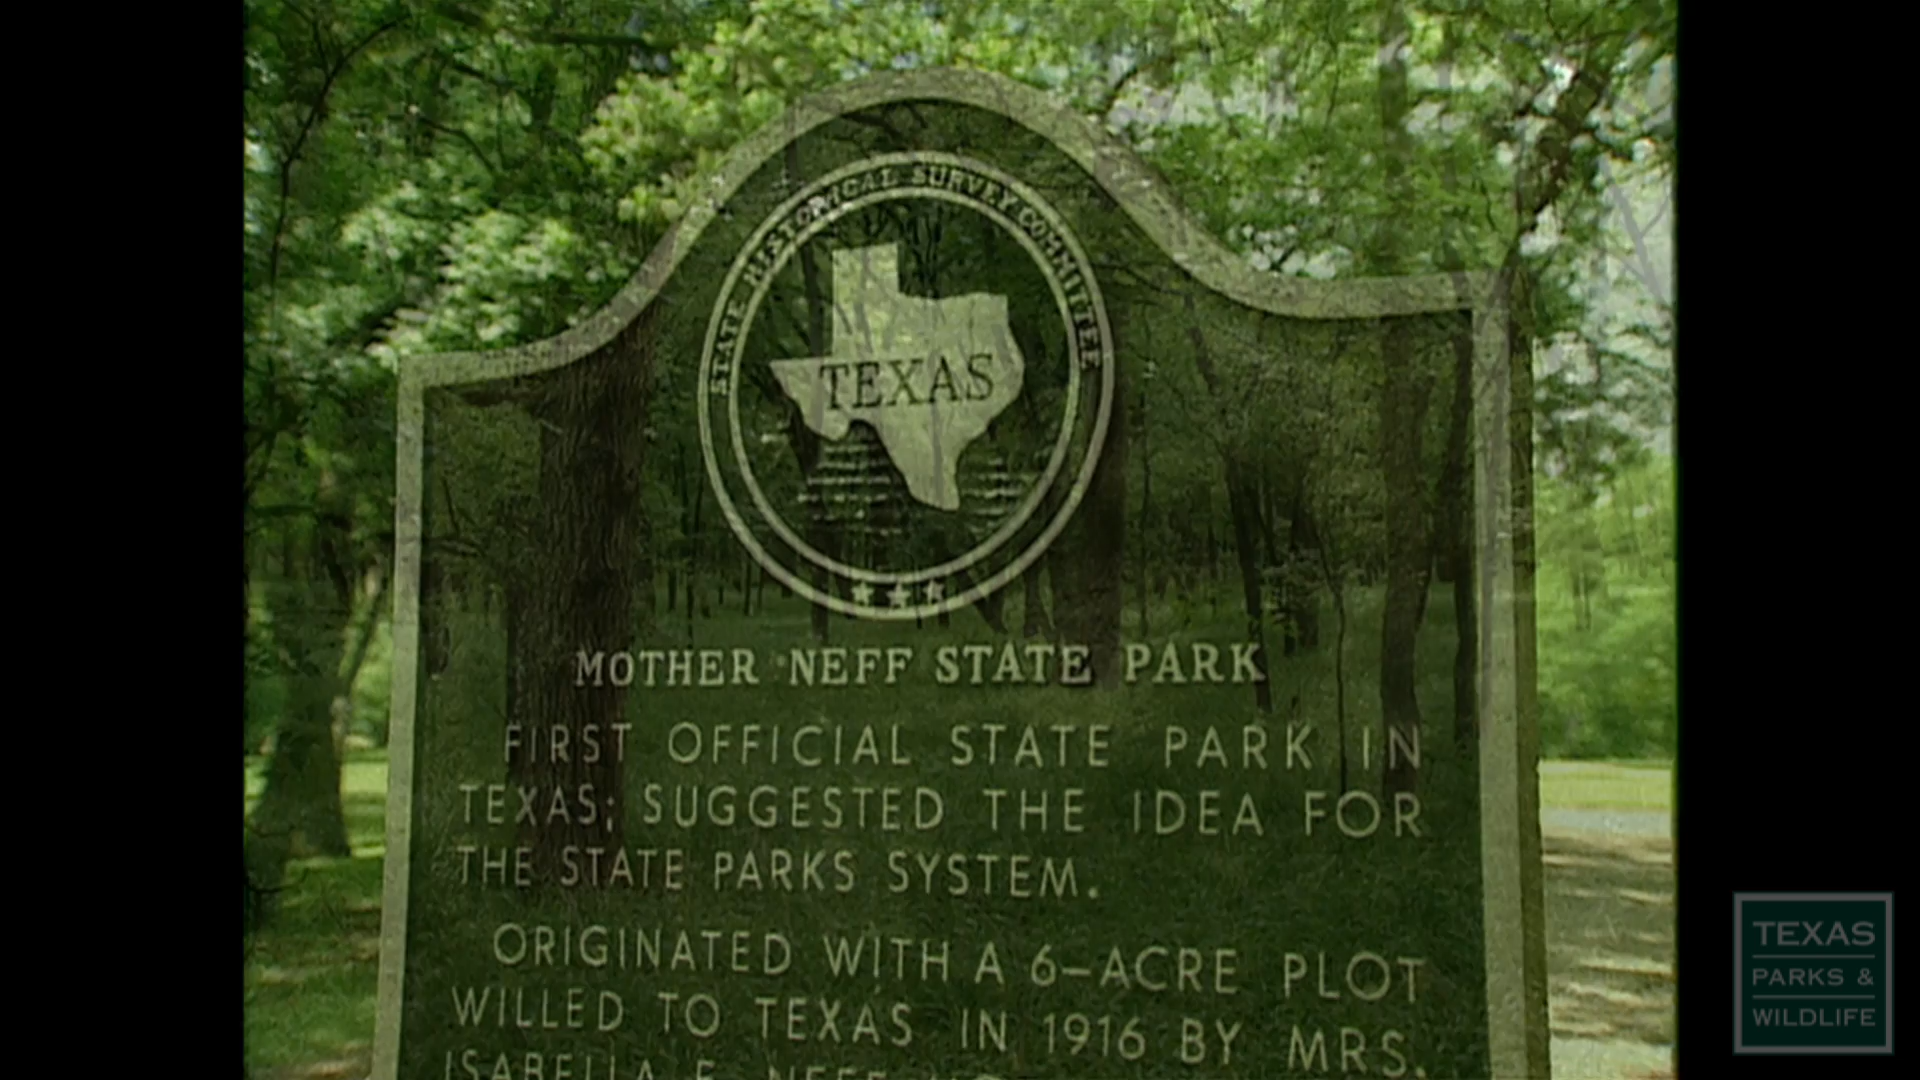 STATE HISTORICAL SURVEY COMMITTEE
TEXAS
MOTHER NEFF STATE PARK
FIRST OFFICIAL STATE PARK IN
TEXAS; SUGGESTED THE IDEA FOR
THE STATE PARKS SYSTEM.
ORIGINATED WITH A 6-ACRE PLOT
WILLED TO TEXAS IN 1916 BY MRS.
ISABELLA E. NEFF
TEXAS
PARKS &
WILDLIFE